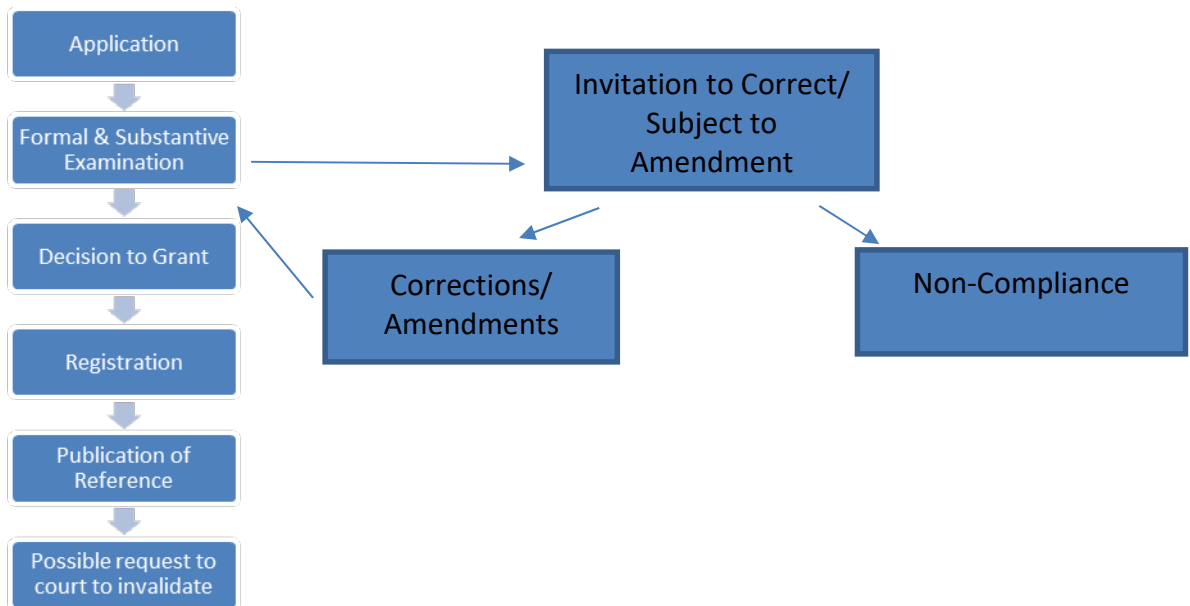 Application
Formal & Substantive
Examination
Decision to Grant
Registration
Publication of
Reference
Possible request to
court to invalidate
Invitation to Correct/
Subject to
Amendment
Corrections/
Amendments
Non-Compliance